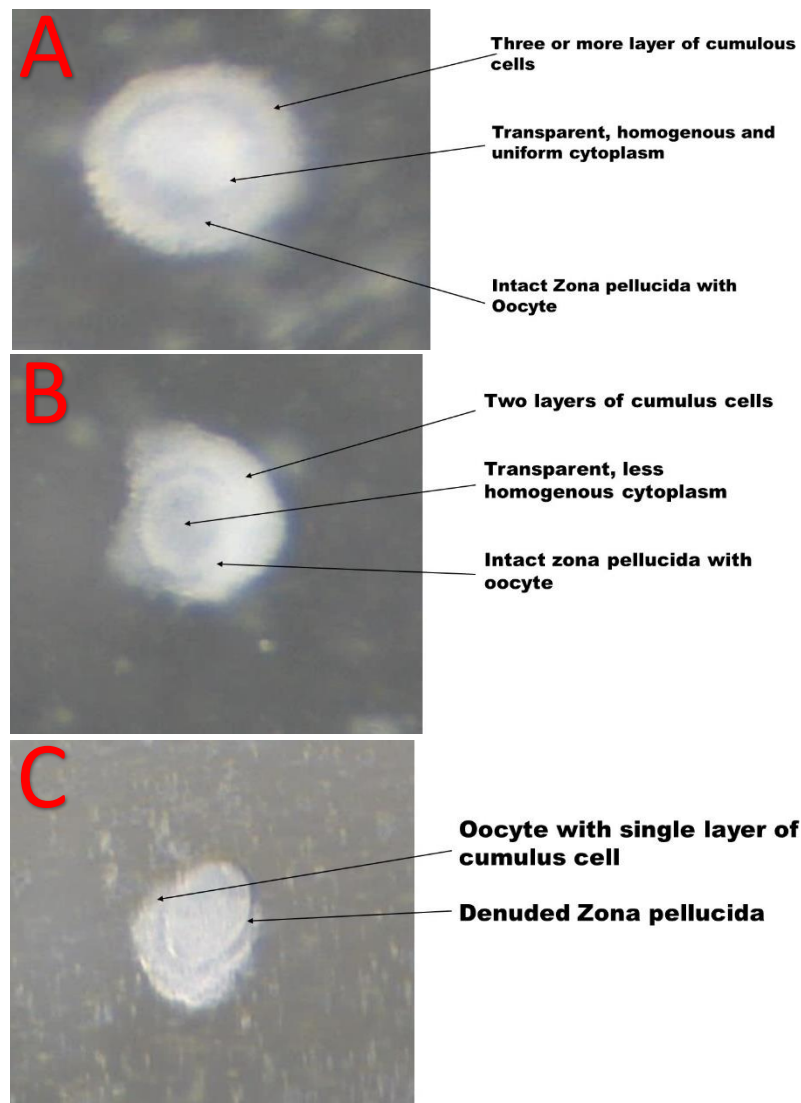 A
Three or more layer of cumulous
cells
Transparent, homogenous and
uniform cytoplasm
Intact Zona pellucida with
Oocyte
B
Two layers of cumulus cells
Transparent, less
homogenous cytoplasm
Intact zona pellucida with
oocyte
C
Oocyte with single layer of
cumulus cell
Denuded Zona pellucida